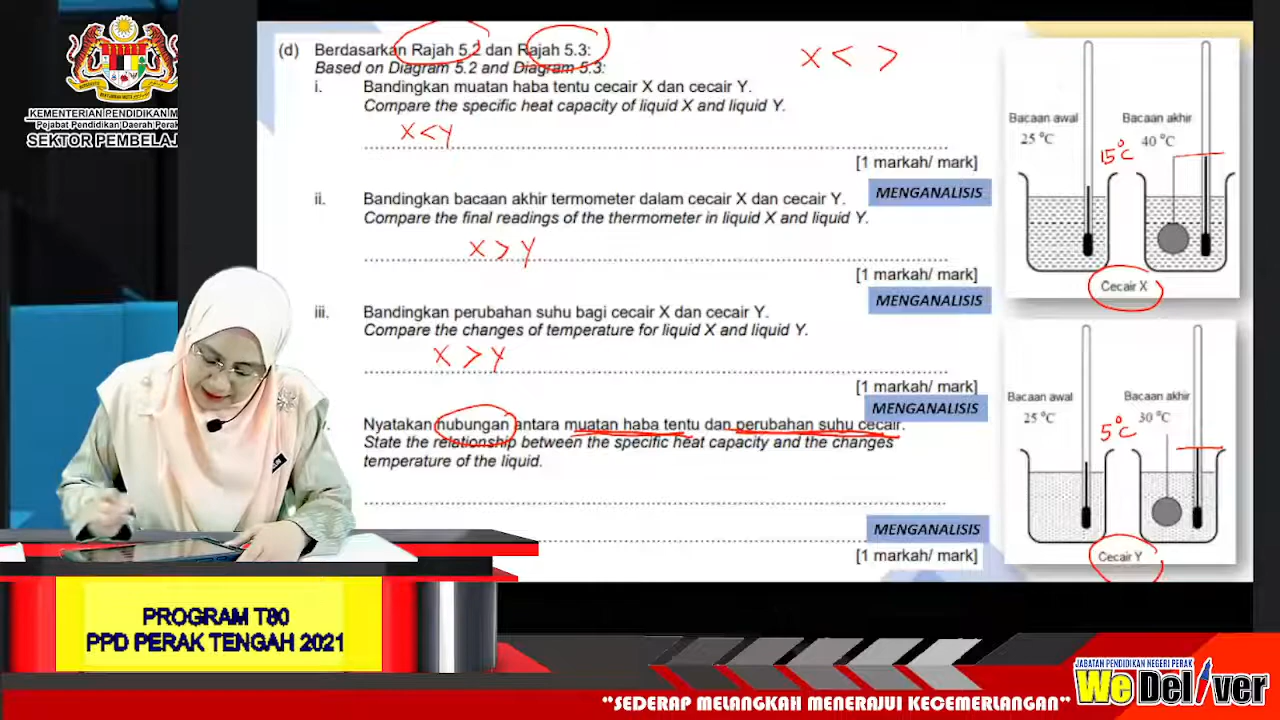 KEMENTERIAN PENDIDIKAN M
Pejabat Pendidikan Daerah Perak
SEKTOR PEMBELAJ
(d) Berdasarkan Rajah 5.2 dan Rajah 5.3:
Based on Diagram 5.2 and Diagram 5.3:
x < >
i. Bandingkan muatan haba tentu cecair X dan cecair Y.
Compare the specific heat capacity of liquid X and liquid Y.
x<y
[1 markah/ mark]
MENGANALISIS
ii. Bandingkan bacaan akhir termometer dalam cecair X dan cecair Y.
Compare the final readings of the thermometer in liquid X and liquid Y.
x > y
[1 markah/ mark]
MENGANALISIS
iii. Bandingkan perubahan suhu bagi cecair X dan cecair Y.
Compare the changes of temperature for liquid X and liquid Y.
x > y
[1 markah/ mark]
MENGANALISIS
Nyatakan hubungan antara muatan haba tentu dan perubahan suhu cecair.
State the relationship between the specific heat capacity and the changes
temperature of the liquid.
MENGANALISIS
[1 markah/ mark]
Bacaan awal
25 °C
Bacaan akhir
40 °C
15°C
Cecair X
Bacaan awal
25 °C
Bacaan akhir
30 °C
5°C
Cecair Y
PROGRAM T80
PPD PERAK TENGAH 2021
JABATAN PENDIDIKAN NEGERI PERAK
We Deliver
"SEDERAP MELANGKAH MENERAJUI KECEMERLANGAN"